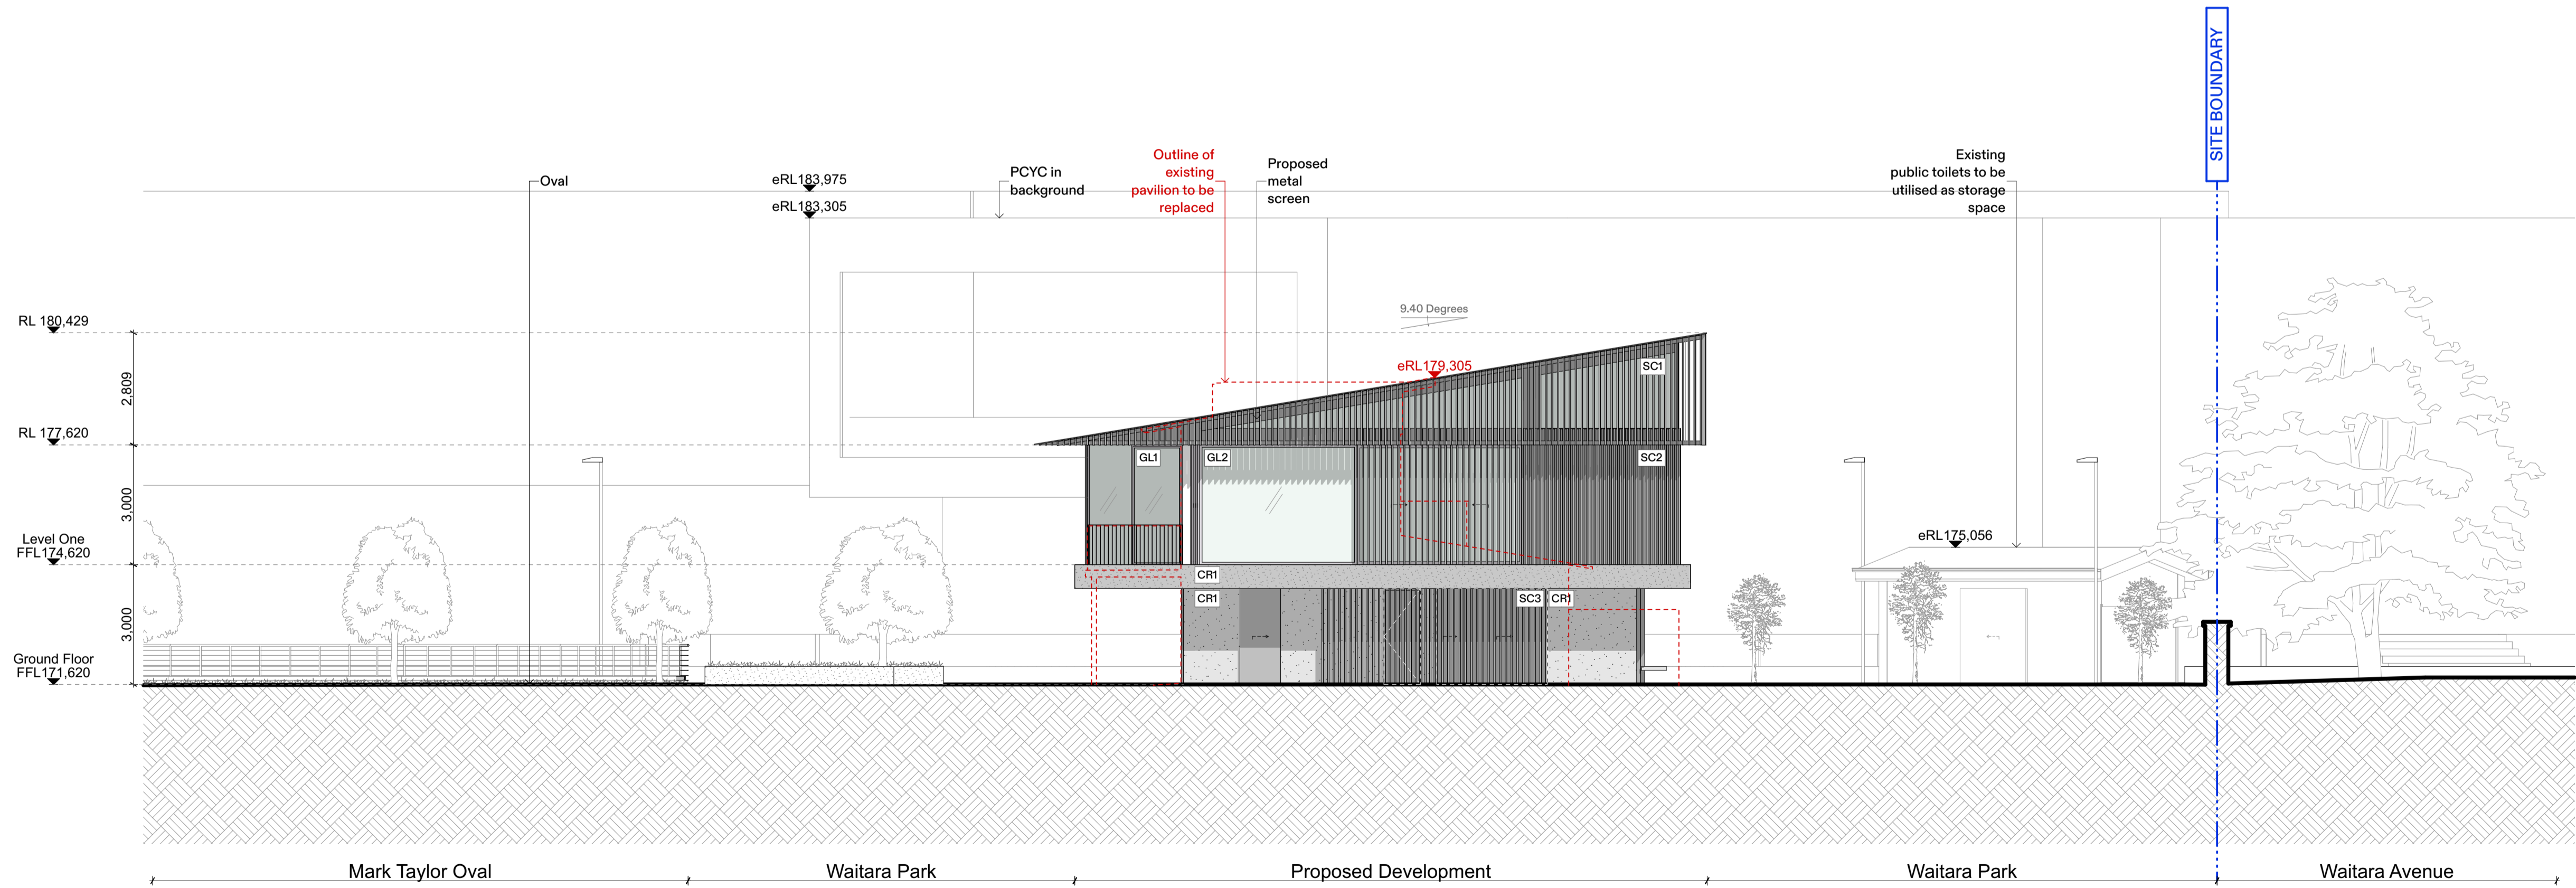 SITE BOUNDARY
Outline of
existing
pavilion to be
replaced
Proposed
metal
screen
Existing
public toilets to be
utilised as storage
space
PCYC in
background
Oval
eRL183,975
eRL183,305
9.40 Degrees
RL 180,429
eRL179,305
SC1
2,809
RL 177,620
GL1
GL2
SC2
3,000
Level One
FFL174,620
eRL175,056
CR1
CR1
SC3
CR1
3,000
Ground Floor
FFL171,620
Mark Taylor Oval
Waitara Park
Proposed Development
Waitara Park
Waitara Avenue